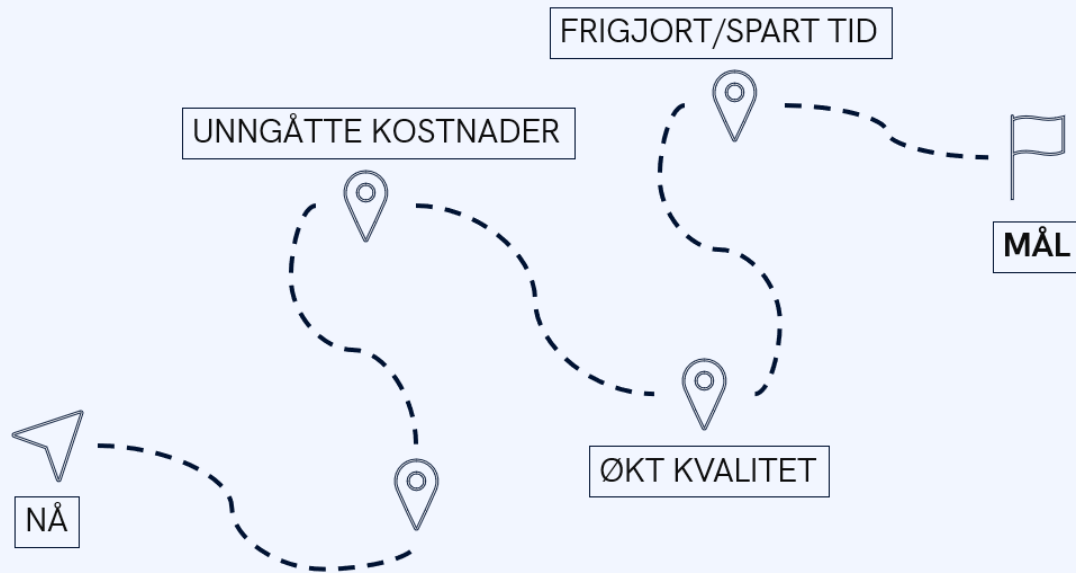 FRIGJORT/SPART TID
UNNGÅTTE KOSTNADER
MÅL
ØKT KVALITET
NÅ